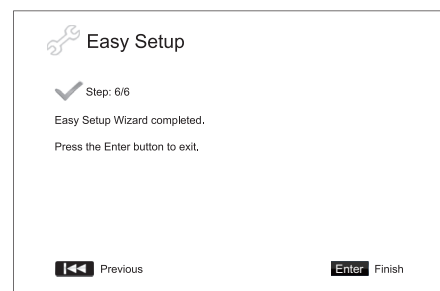 Easy Setup
Step: 6/6
Easy Setup Wizard completed.
Press the Enter button to exit.
Previous
Enter Finish